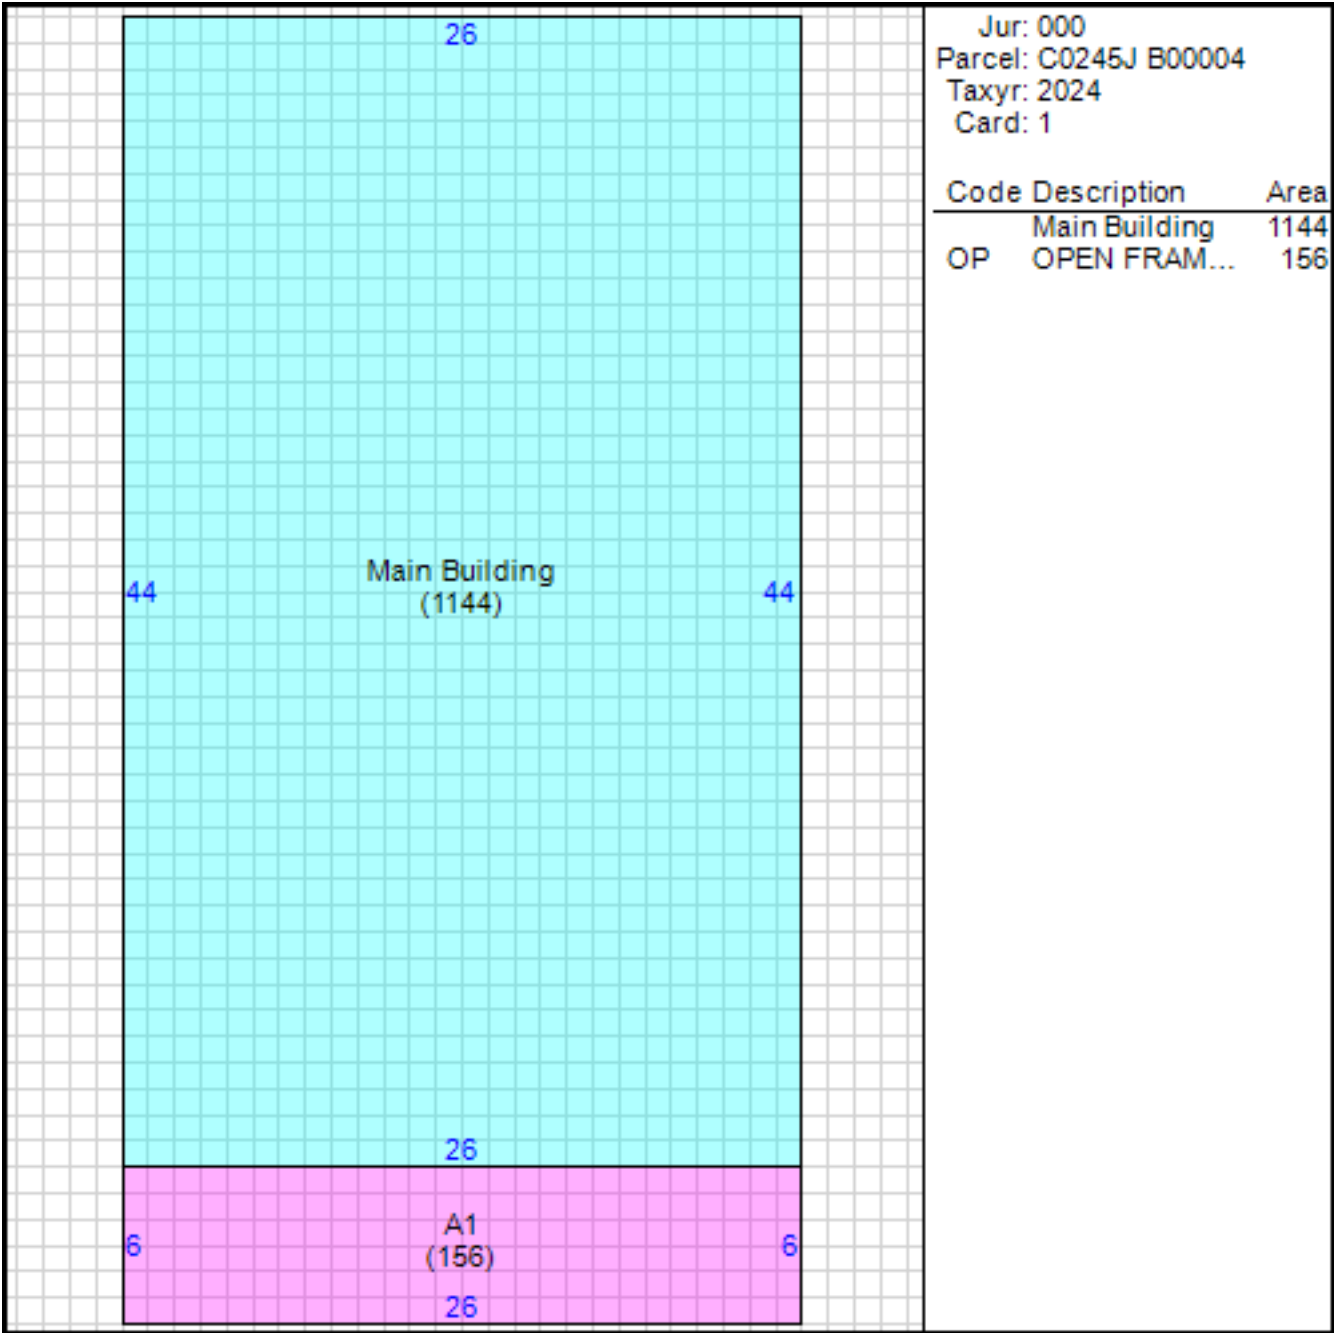 26
44
Main Building
(1144)
44
26
6
A1
(156)
6
26
Jur: 000
Parcel: C0245J B00004
Taxyr: 2024
Card: 1
Code Description Area
Main Building 1144
OP OPEN FRAM... 156